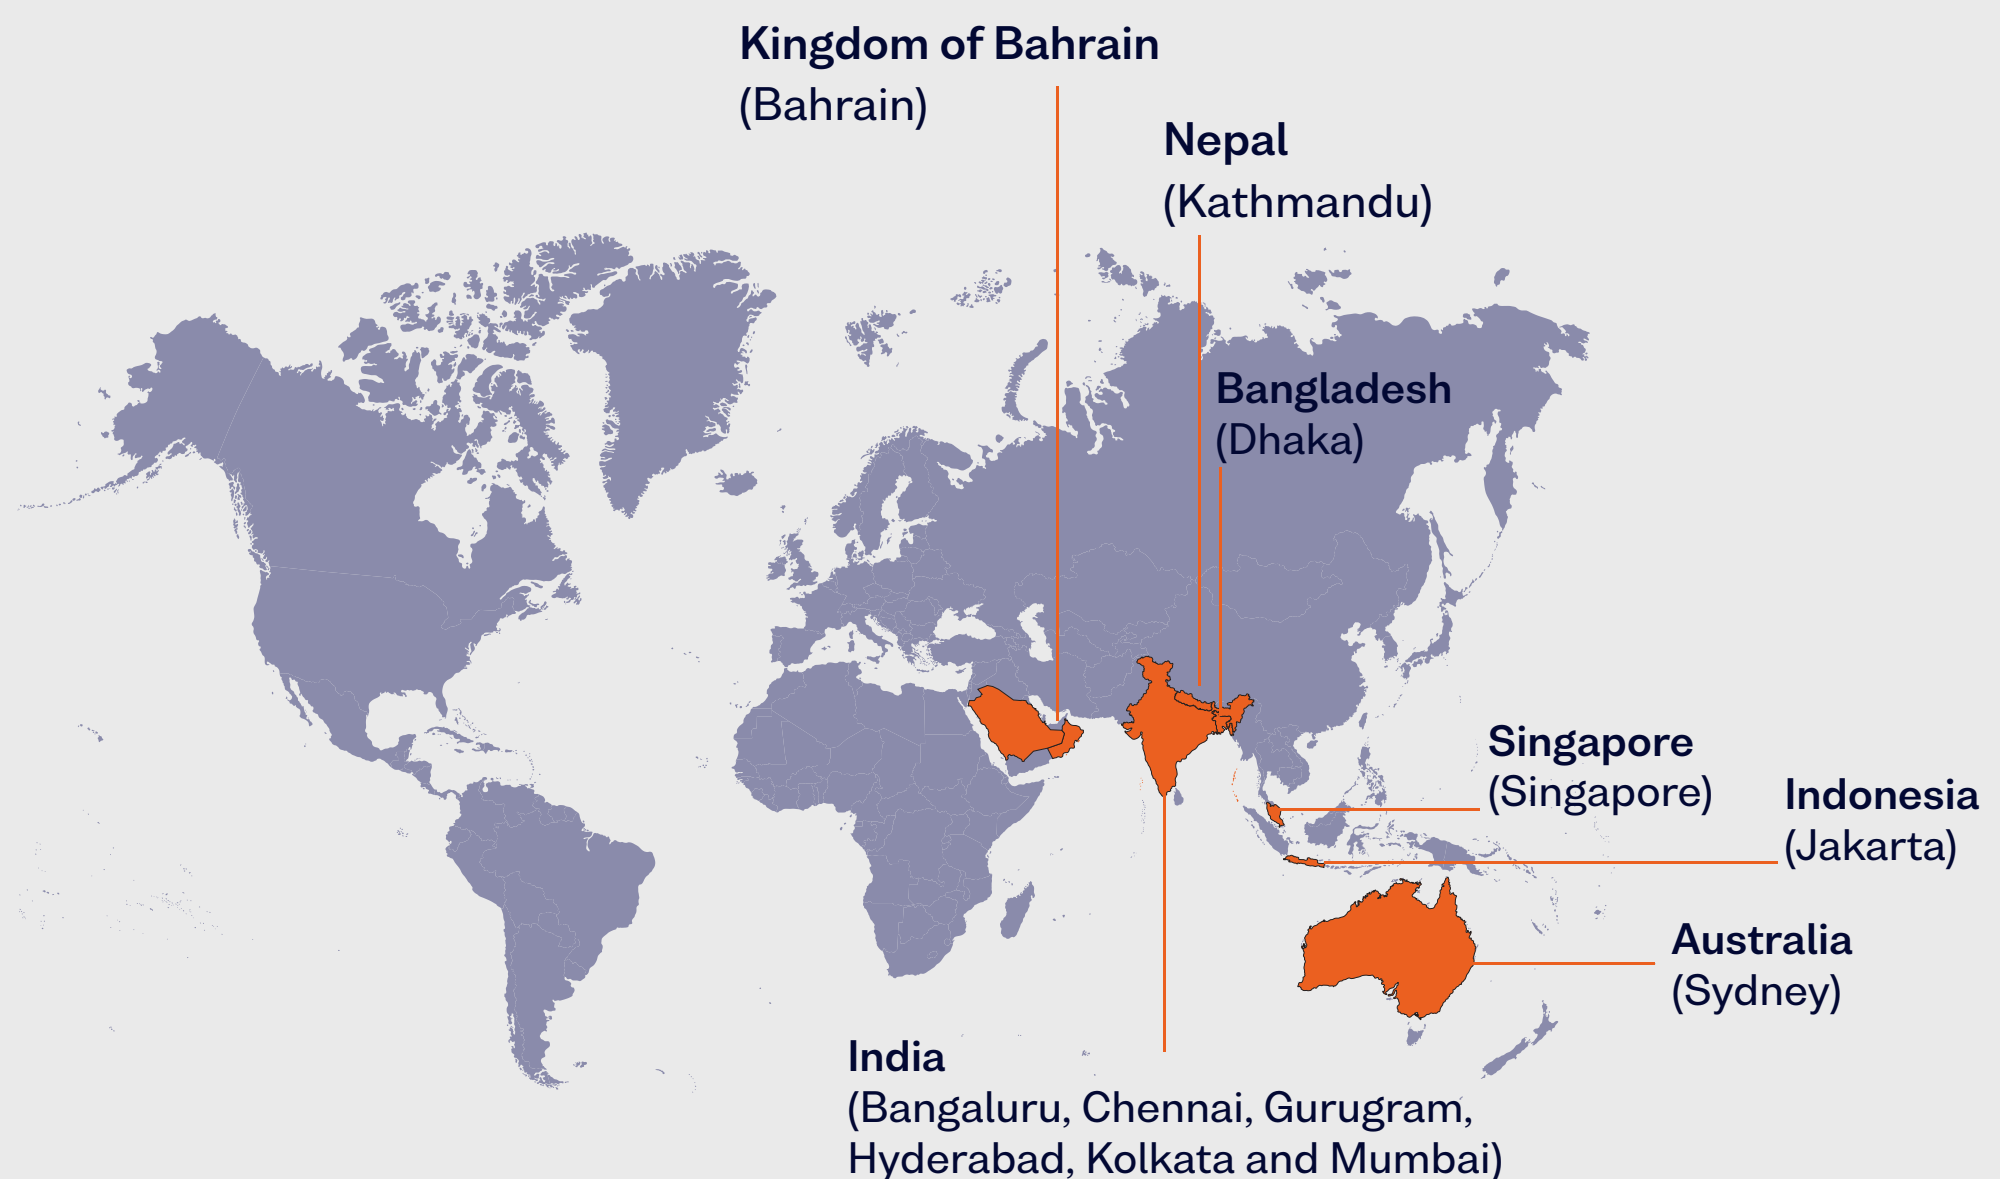 Kingdom of Bahrain
(Bahrain)
Nepal
(Kathmandu)
Bangladesh
(Dhaka)
Singapore
(Singapore)
Indonesia
(Jakarta)
Australia
(Sydney)
India
(Bangaluru, Chennai, Gurugram,
Hyderabad, Kolkata and Mumbai)